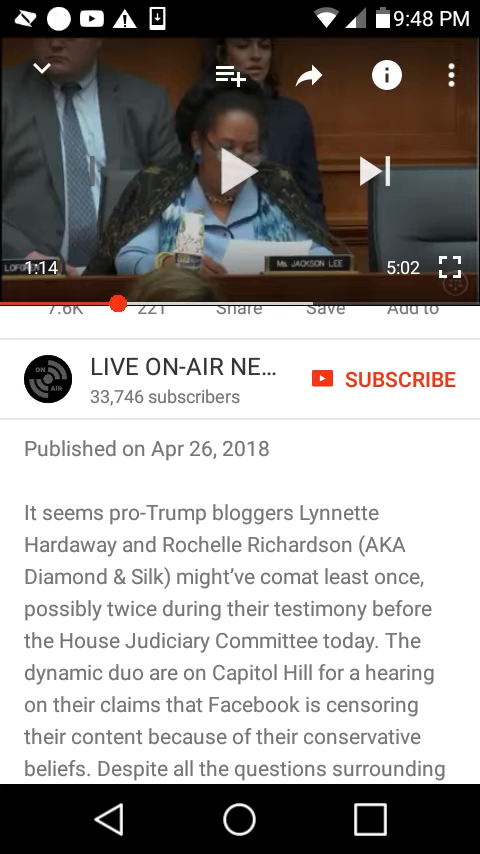 9:48 PM
LOFGREN
Ms. JACKSON LEE
1:14
5:02
7.6K 221 Share Save Add to
ON AIR
LIVE ON-AIR NE...
SUBSCRIBE
33,746 subscribers
Published on Apr 26, 2018
It seems pro-Trump bloggers Lynnette
Hardaway and Rochelle Richardson (AKA
Diamond & Silk) might've comat least once,
possibly twice during their testimony before
the House Judiciary Committee today. The
dynamic duo are on Capitol Hill for a hearing
on their claims that Facebook is censoring
their content because of their conservative
beliefs. Despite all the questions surrounding